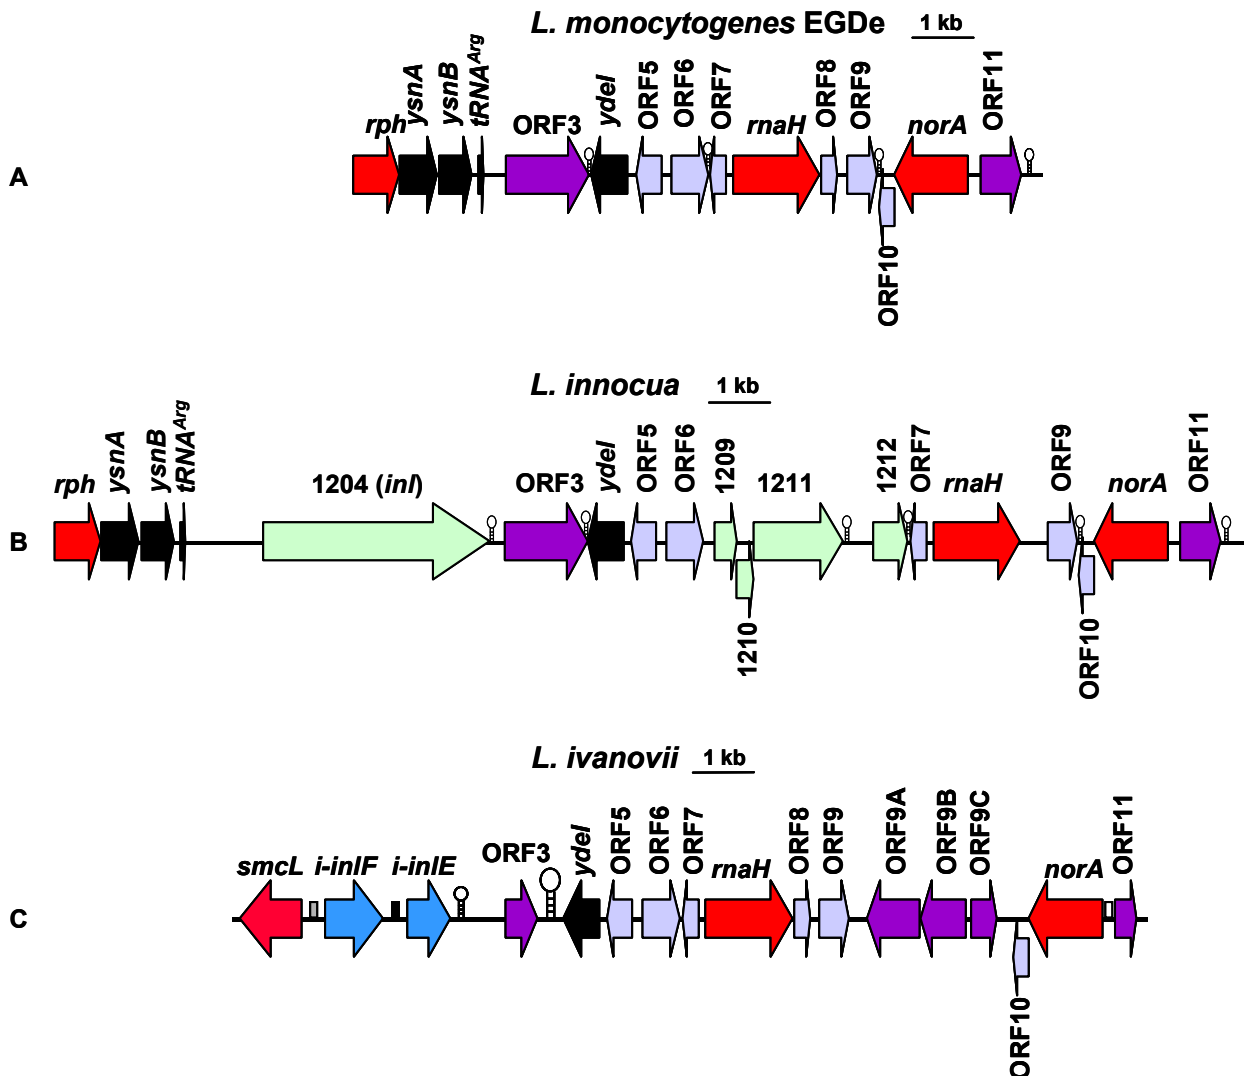 L. monocytogenes EGDe 1 kb
rph ysnA ysnB tRNAArg ORF3 ydeI ORF5 ORF6 ORF7 rnaH ORF8 ORF9 norA ORF11
A
ORF10
L. innocua 1 kb
rph ysnA ysnB tRNAArg 1204 (inl) ORF3 ydeI ORF5 ORF6 1209 1211 1212 ORF7 rnaH ORF9 norA ORF11
B
1210 ORF10
L. ivanovii 1 kb
smcL i-inlF i-inlE ORF3 ydeI ORF5 ORF6 ORF7 rnaH ORF8 ORF9 ORF9A ORF9B ORF9C norA ORF11
C
ORF10